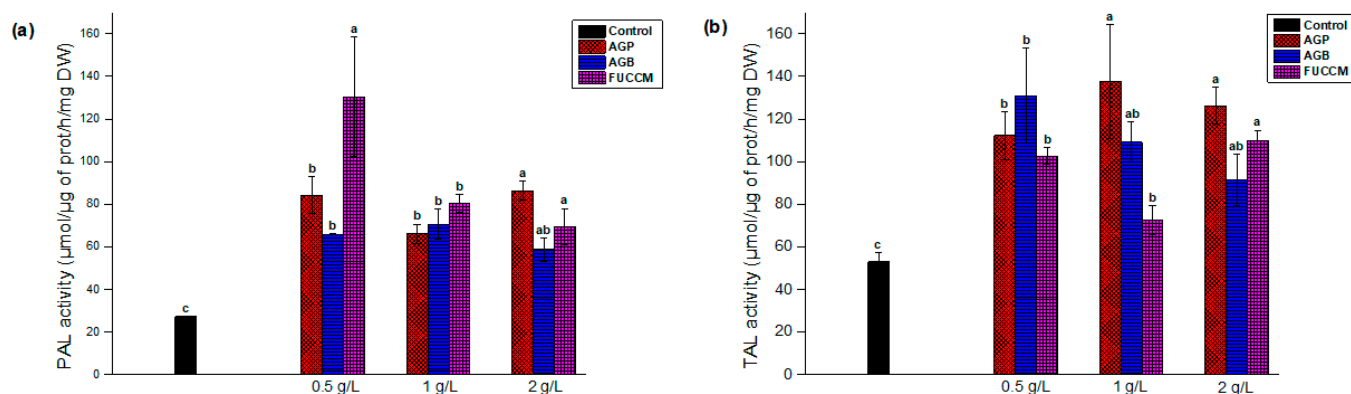 (a)
PAL activity (µmol/µg of prot/h/mg DW)
160
140
120
100
80
60
40
20
0
c
b
b
a
b
b
b
a
ab
a
0.5 g/L
1 g/L
2 g/L
Control
AGP
AGB
FUCCM
(b)
TAL activity (µmol/µg of prot/h/mg DW)
160
140
120
100
80
60
40
20
0
c
b
b
b
a
ab
b
a
ab
a
0.5 g/L
1 g/L
2 g/L
Control
AGP
AGB
FUCCM